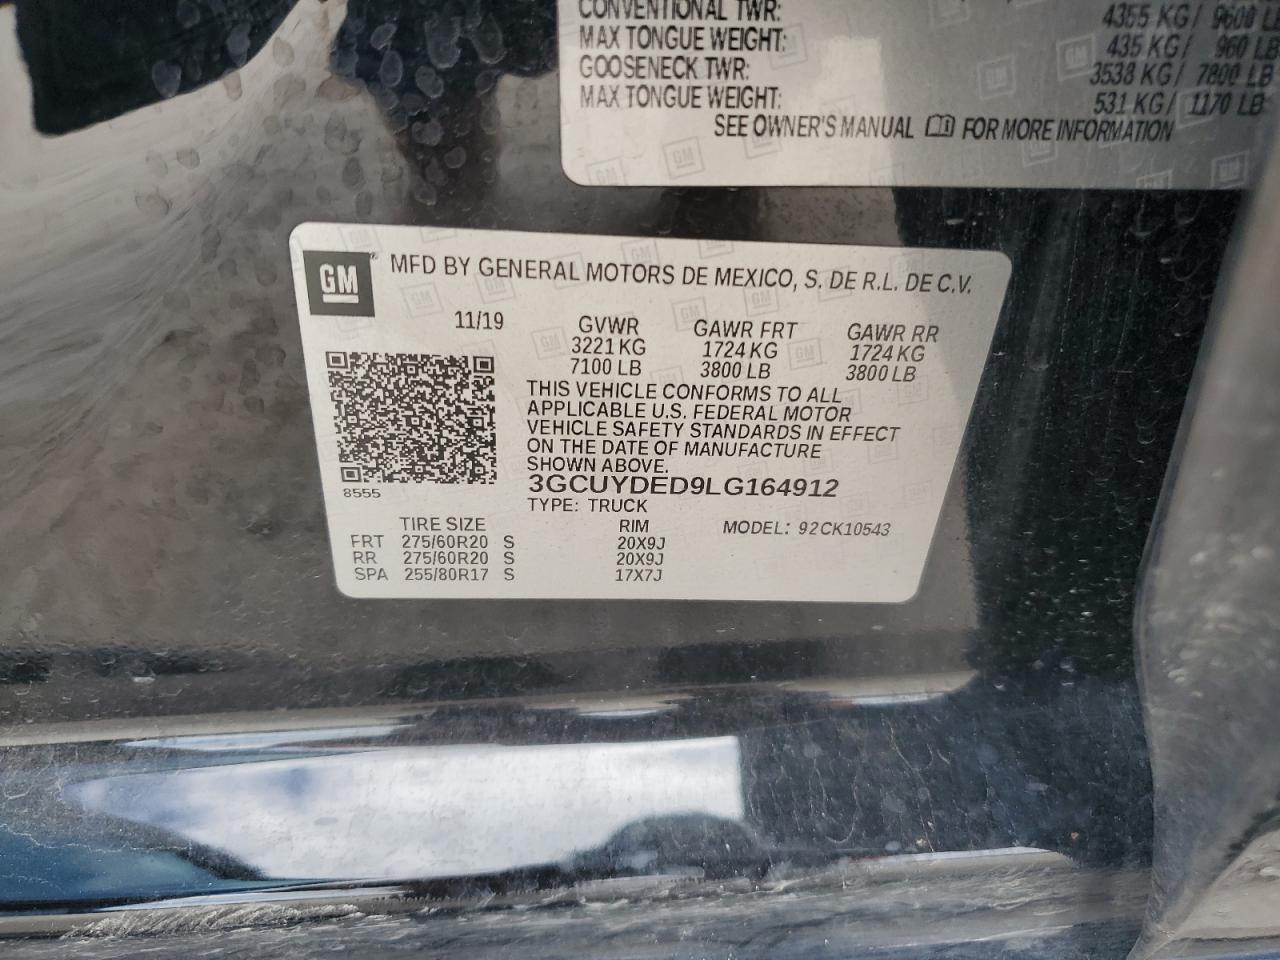 CONVENTIONAL TWR: 4355 KG/ 9600 LB
MAX TONGUE WEIGHT: 435 KG/ 960 LB
GOOSENECK TWR: 3538 KG/ 7800 LB
MAX TONGUE WEIGHT: 531 KG/ 1170 LB
SEE OWNER'S MANUAL FOR MORE INFORMATION
GM ® MFD BY GENERAL MOTORS DE MEXICO, S. DE R.L. DE C.V.
11/19 GVWR GAWR FRT GAWR RR
3221 KG 1724 KG 1724 KG
7100 LB 3800 LB 3800 LB
THIS VEHICLE CONFORMS TO ALL
APPLICABLE U.S. FEDERAL MOTOR
VEHICLE SAFETY STANDARDS IN EFFECT
ON THE DATE OF MANUFACTURE
SHOWN ABOVE.
8555 3GCUYDED9LG164912
TYPE: TRUCK
TIRE SIZE RIM MODEL: 92CK10543
FRT 275/60R20 S 20X9J
RR 275/60R20 S 20X9J
SPA 255/80R17 S 17X7J